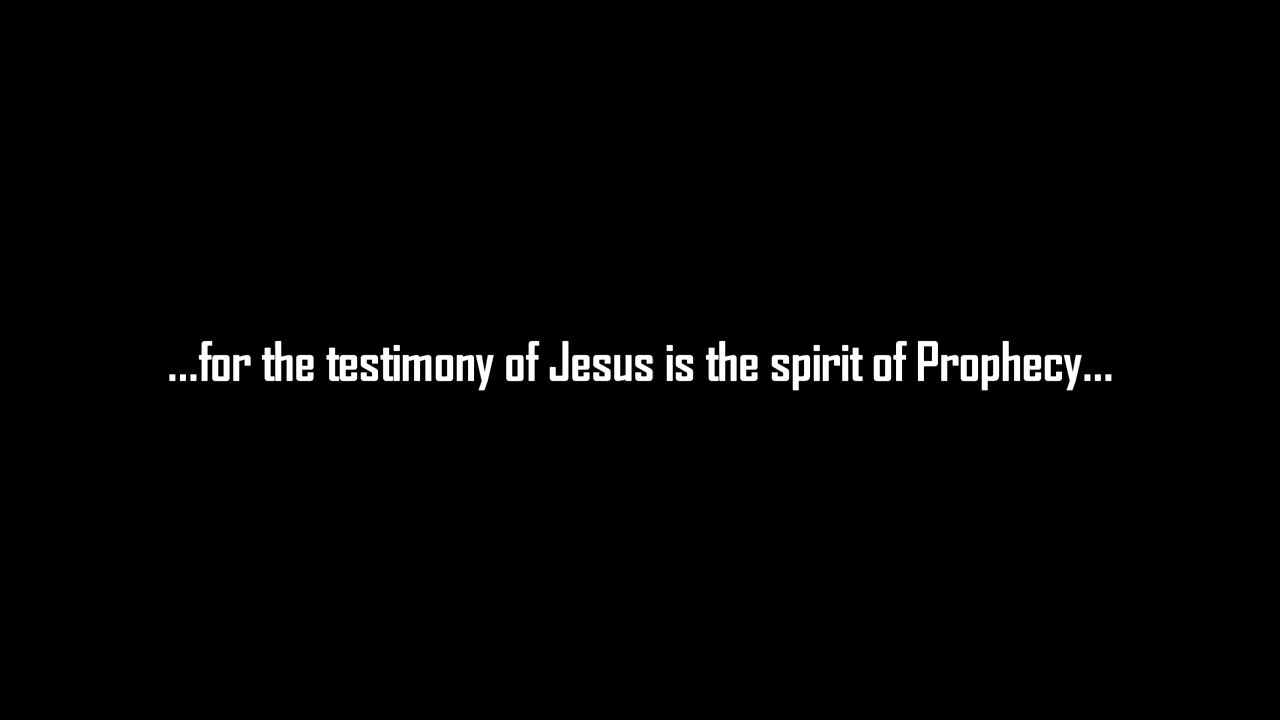 ...for the testimony of Jesus is the spirit of Prophecy...